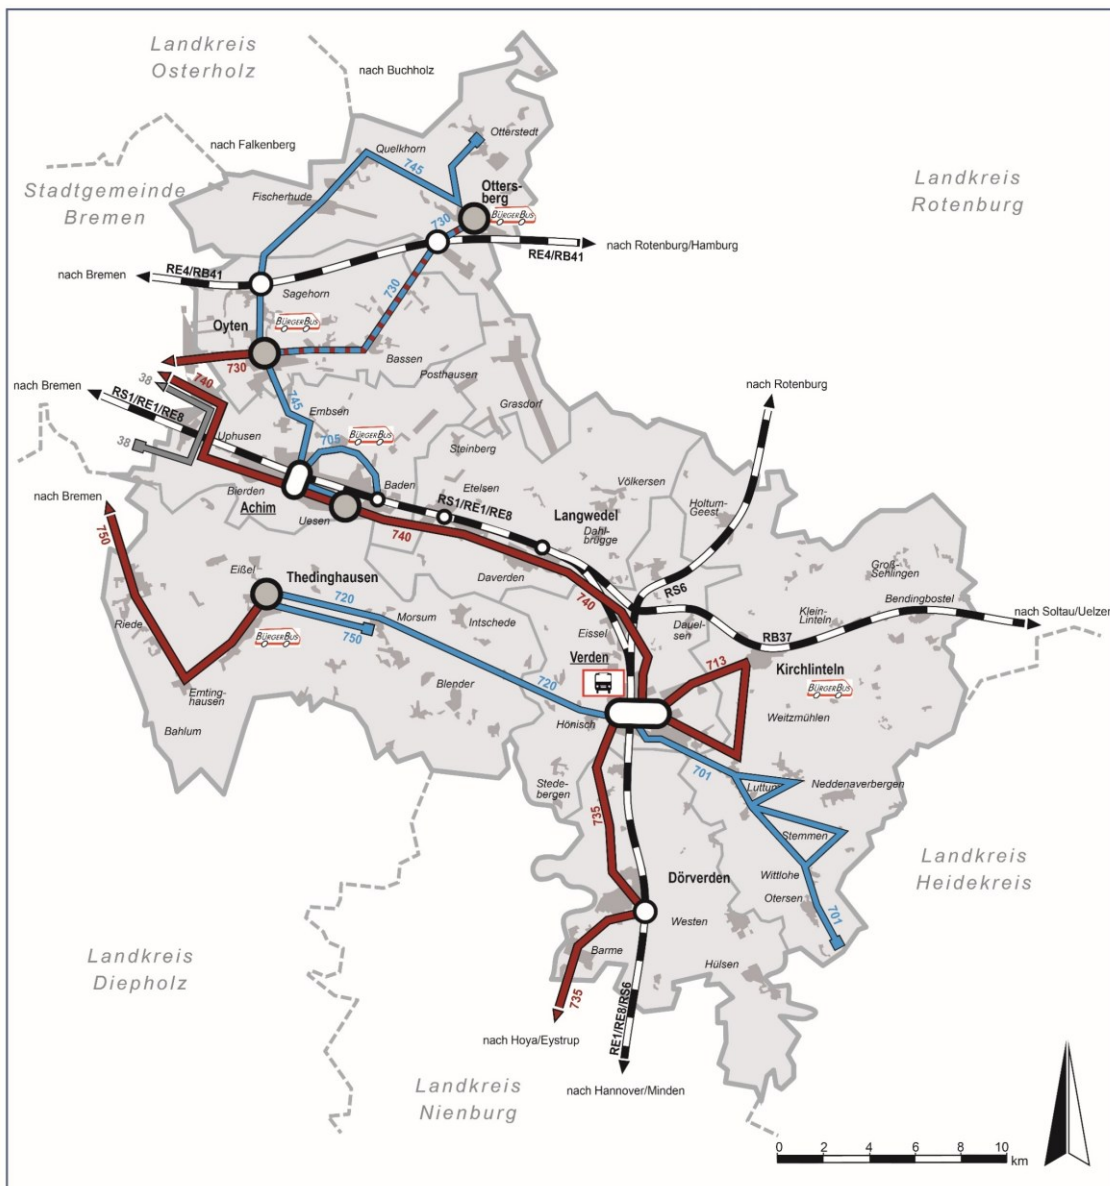 Landkreis
Osterholz
nach Buchholz
Otterstedt
nach Falkenberg
Quelkhorn
745
Stadtgemeinde
Bremen
Fischerhude
Otters-
berg
BÜRGERBUS
Landkreis
Rotenburg
730
nach Rotenburg/Hamburg
RE4/RB41
nach Bremen
RE4/RB41
Sagehorn
730
Oyten
BÜRGERBUS
Bassen
730
Posthausen
nach Bremen
38
740
RS1/RE1/RE8
745
Embsen
Grasdorf
nach Rotenburg
38
Uphusen
705
BÜRGERBUS
Steinberg
Bierden
Baden
Etelsen
Völkersen
Achim
Uesen
RS1/RE1/RE8
Langwedel
Holtum-
Geest
nach Bremen
740
Dahl-
brügge
750
Eißel
Thedinghausen
Daverden
740
RS6
Groß-
Sehlingen
Bendingbostel
720
Morsum
Intschede
Dauel-
sen
Klein-
Linteln
nach Soltau/Uelzen
Riede
750
BÜRGERBUS
Eissel
RB37
Verden
713
Kirchlinteln
BÜRGERBUS
Emting-
hausen
Blender
720
Bahlum
Hönisch
Weitzmühlen
701
Stede-
bergen
Luttum
Neddenaverbergen
735
Stemmen
Landkreis
Heidekreis
Dörverden
Wittlohe
Otersen
701
Westen
Landkreis
Diepholz
Barme
Hülsen
735
RE1/RE8/RS6
nach Hoya/Eystrup
Landkreis
Nienburg
nach Hannover/Minden
0 2 4 6 8 10
km